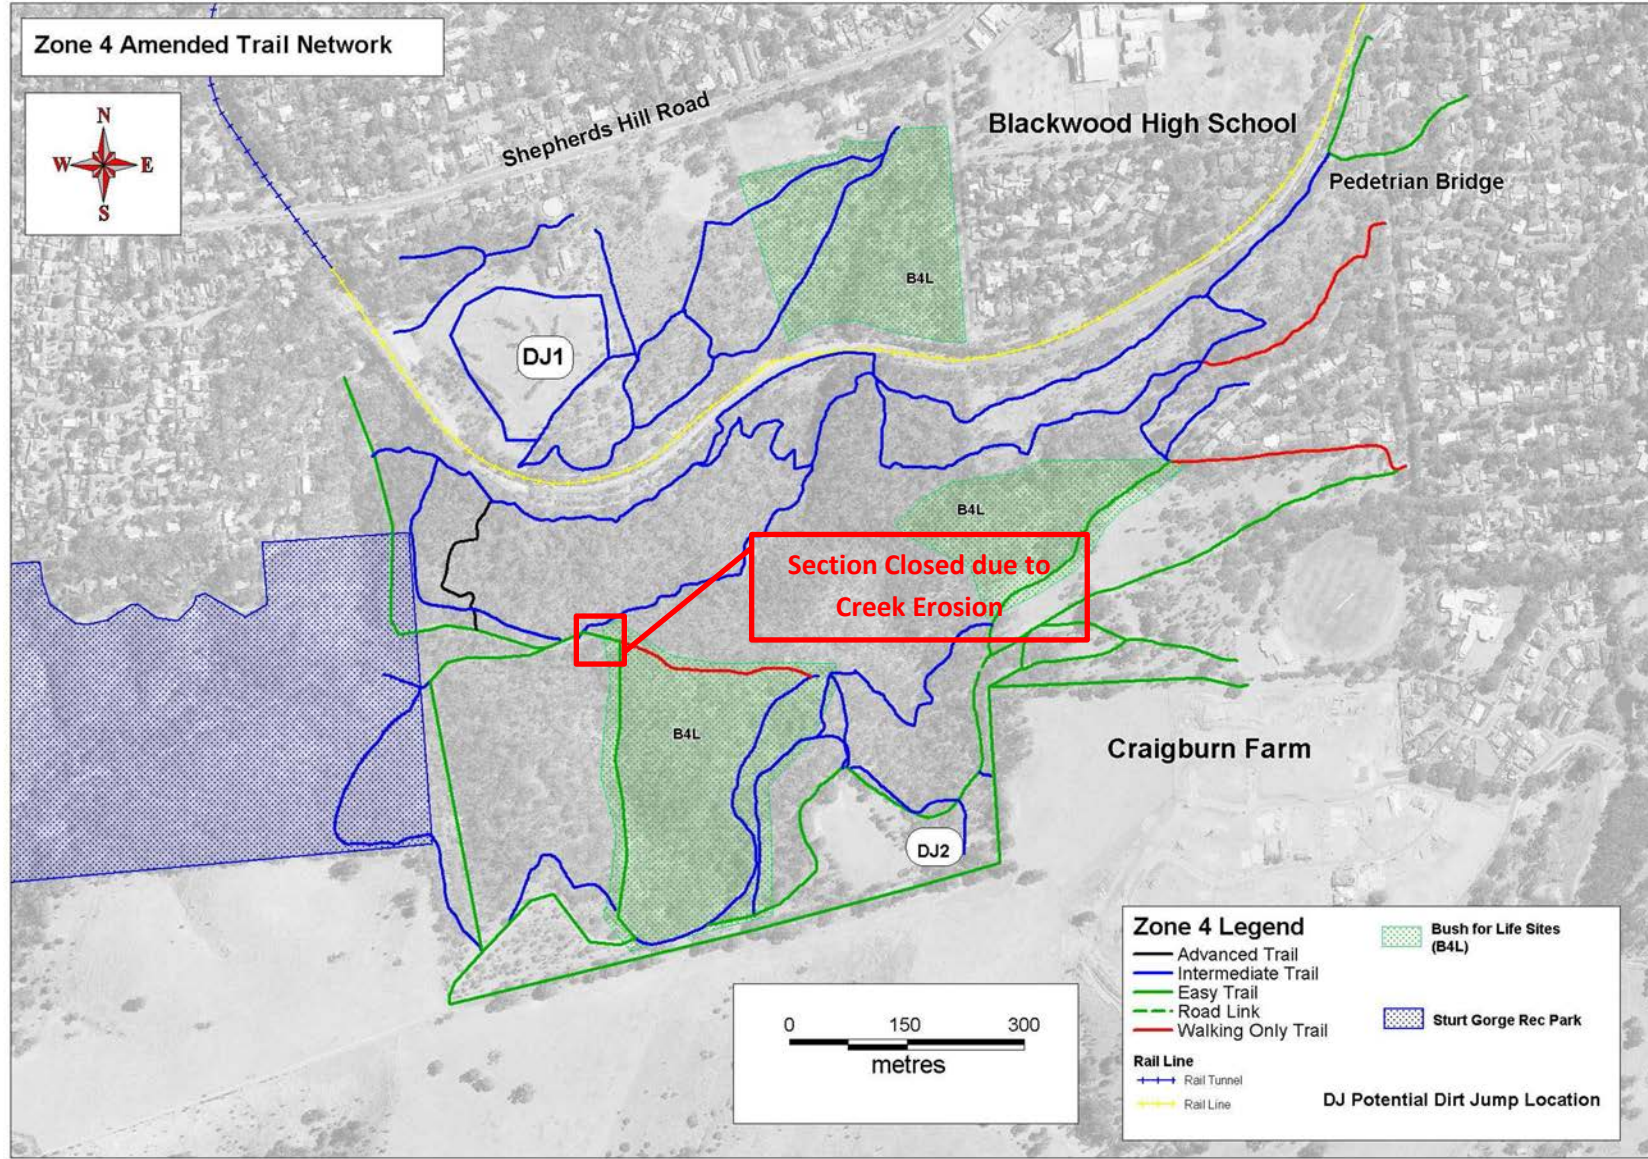 Zone 4 Amended Trail Network
N
W E
S
Shepherds Hill Road
Blackwood High School
Pedetrian Bridge
B4L
DJ1
B4L
Section Closed due to
Creek Erosion
B4L
Craigburn Farm
DJ2
Zone 4 Legend
Advanced Trail
Intermediate Trail
Easy Trail
Road Link
Walking Only Trail
Rail Line
Rail Tunnel
Rail Line
Bush for Life Sites
(B4L)
Sturt Gorge Rec Park
DJ Potential Dirt Jump Location
0 150 300
metres